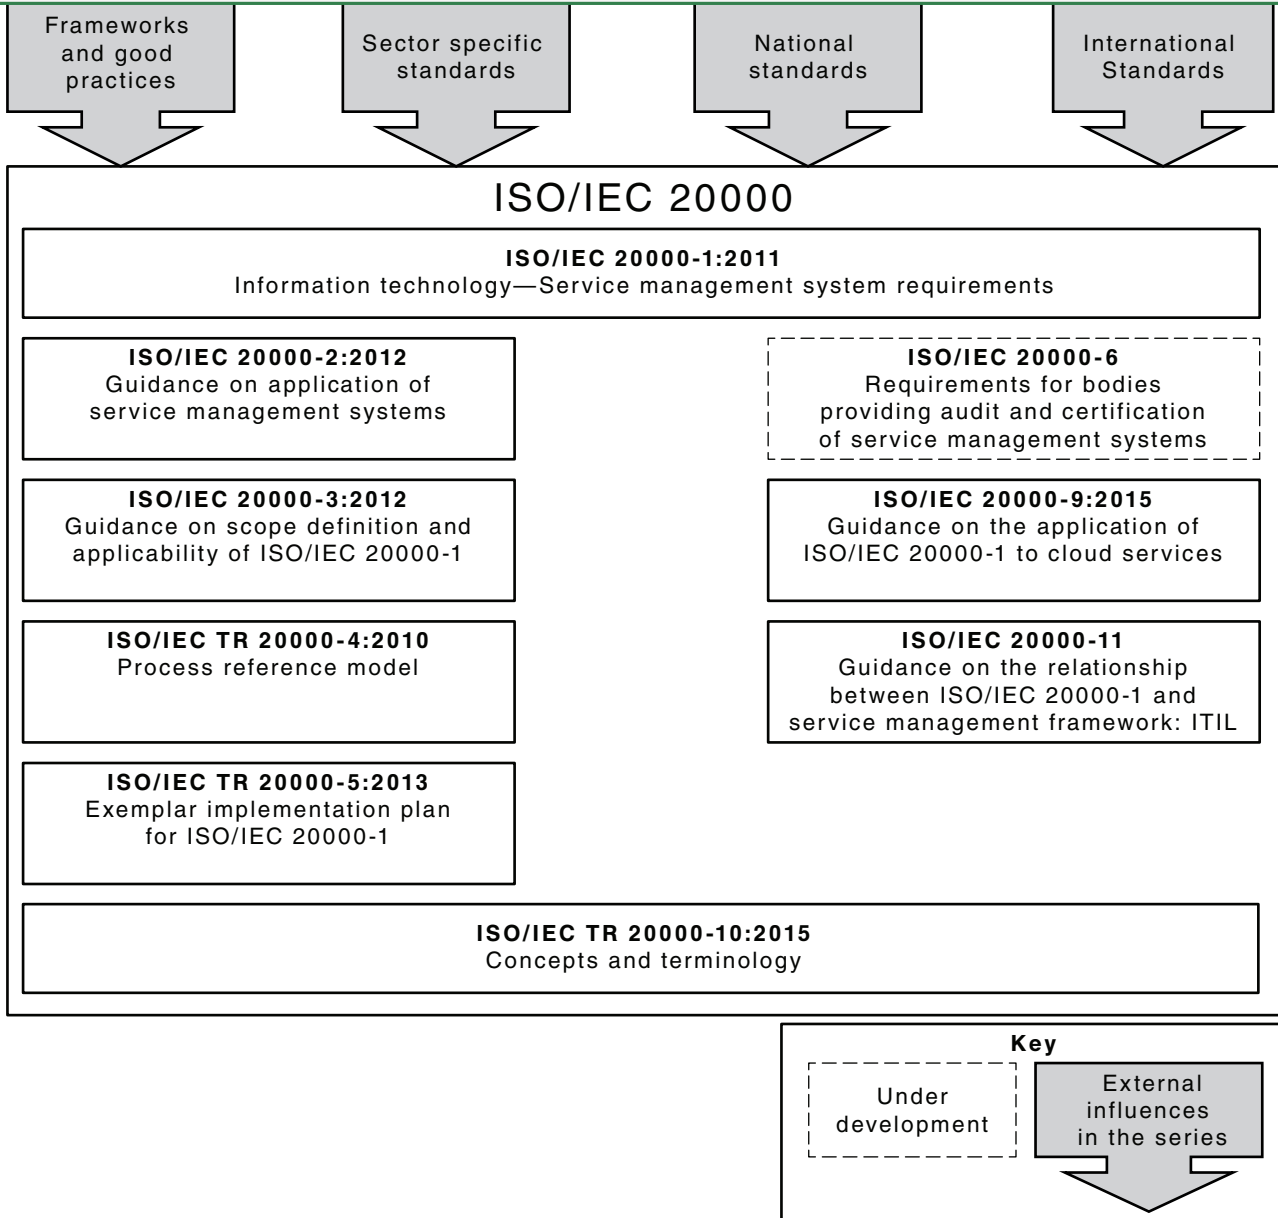 Frameworks
and good
practices
Sector specific
standards
National
standards
International
Standards
ISO/IEC 20000
ISO/IEC 20000-1:2011
Information technology—Service management system requirements
ISO/IEC 20000-2:2012
Guidance on application of
service management systems
ISO/IEC 20000-6
Requirements for bodies
providing audit and certification
of service management systems
ISO/IEC 20000-3:2012
Guidance on scope definition and
applicability of ISO/IEC 20000-1
ISO/IEC 20000-9:2015
Guidance on the application of
ISO/IEC 20000-1 to cloud services
ISO/IEC TR 20000-4:2010
Process reference model
ISO/IEC 20000-11
Guidance on the relationship
between ISO/IEC 20000-1 and
service management framework: ITIL
ISO/IEC TR 20000-5:2013
Exemplar implementation plan
for ISO/IEC 20000-1
ISO/IEC TR 20000-10:2015
Concepts and terminology
Key
Under
development
External
influences
in the series